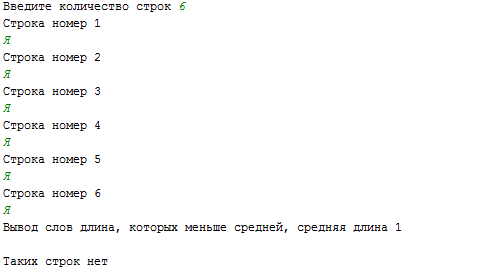 Введите количество строк 6
Строка номер 1
Я
Строка номер 2
Я
Строка номер 3
Я
Строка номер 4
Я
Строка номер 5
Я
Строка номер 6
Я
Вывод слов длина, которых меньше средней, средняя длина 1
Таких строк нет